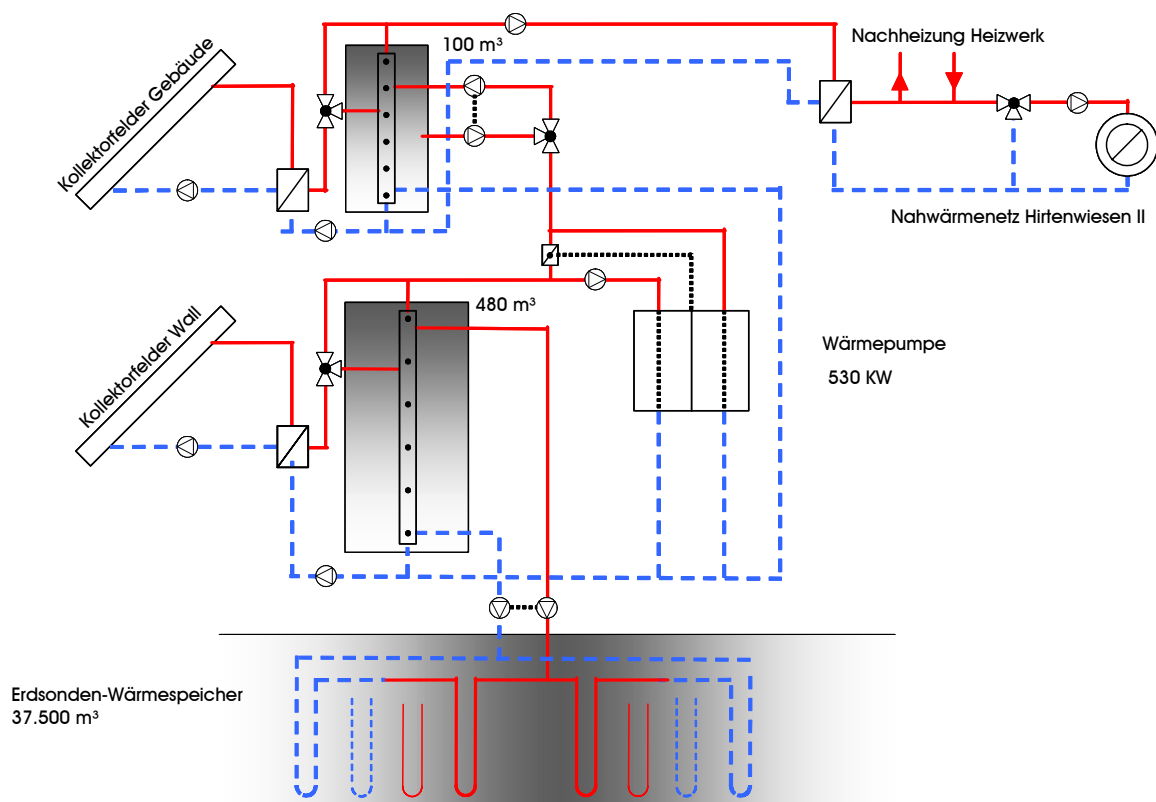 Kollektorfelder Gebäude
100 m³
Nachheizung Heizwerk
Nahwärmenetz Hirtenwiesen II
Kollektorfelder Wall
480 m³
Wärmepumpe
530 KW
Erdsonden-Wärmespeicher
37.500 m³